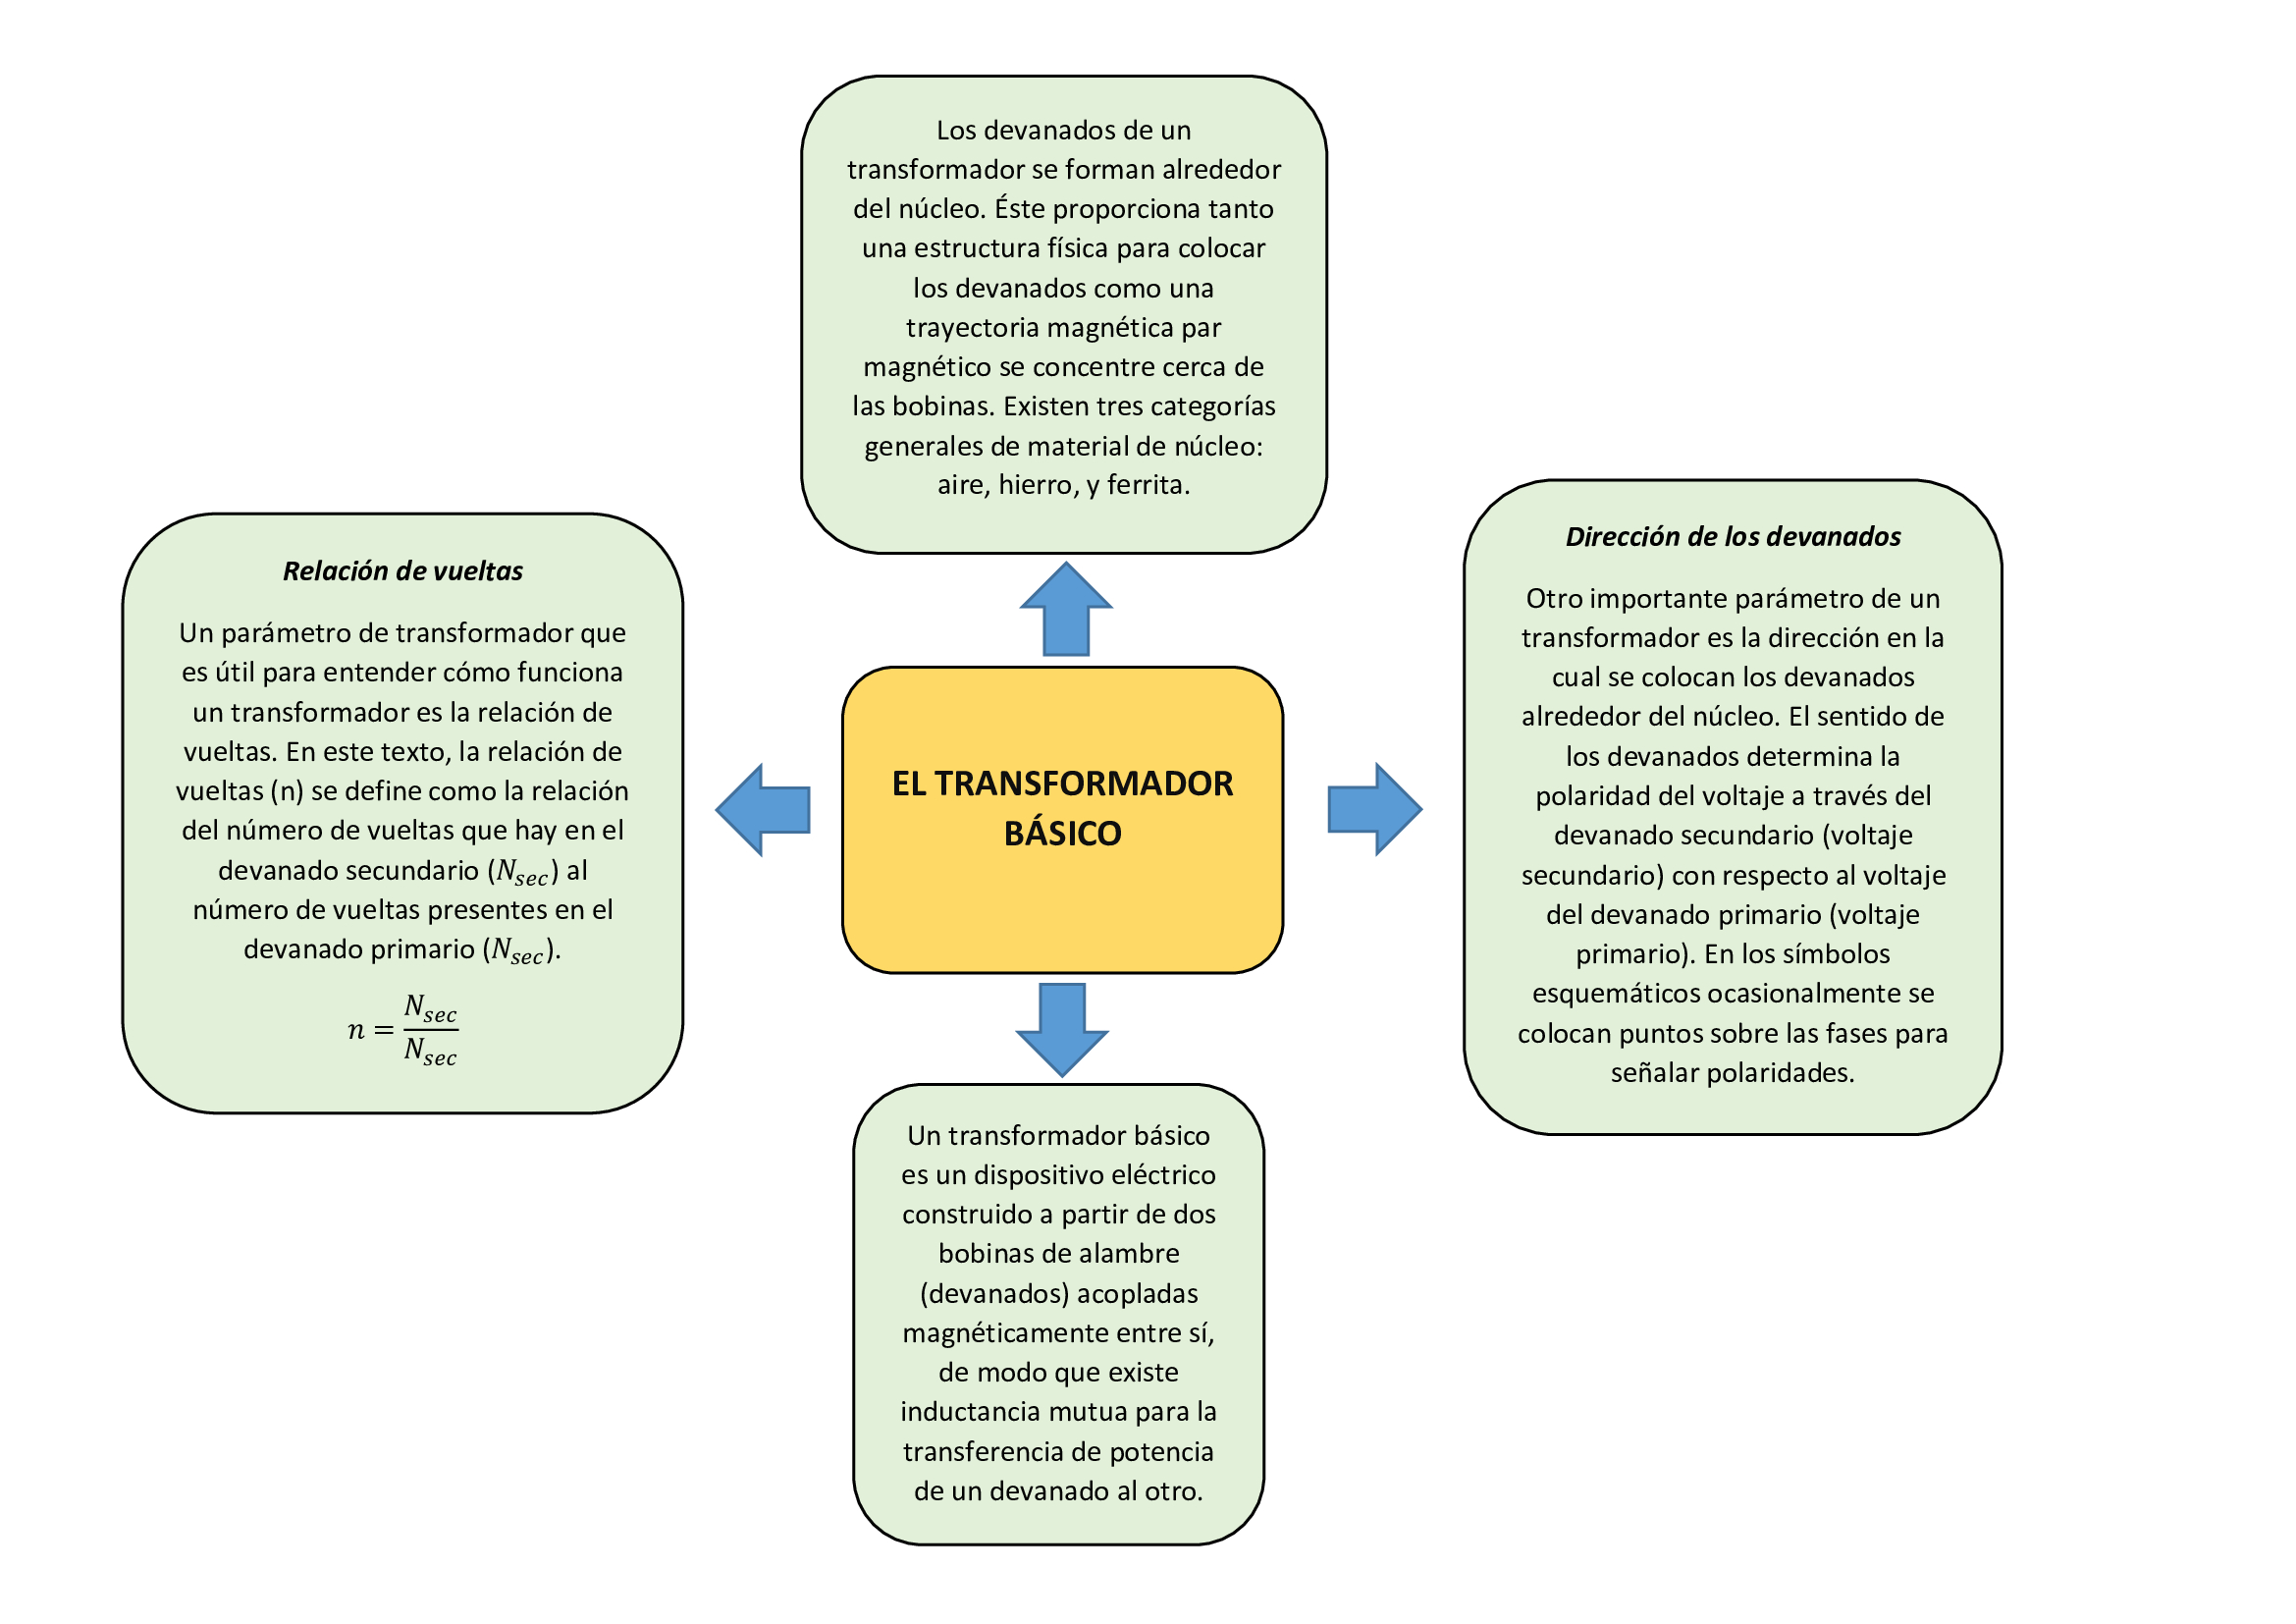 Los devanados de un
transformador se forman alrededor
del núcleo. Éste proporciona tanto
una estructura física para colocar
los devanados como una
trayectoria magnética par
magnético se concentre cerca de
las bobinas. Existen tres categorías
generales de material de núcleo:
aire, hierro, y ferrita.
Relación de vueltas
Un parámetro de transformador que
es útil para entender cómo funciona
un transformador es la relación de
vueltas. En este texto, la relación de
vueltas (n) se define como la relación
del número de vueltas que hay en el
devanado secundario (N_sec) al
número de vueltas presentes en el
devanado primario (N_sec).
n = N_sec / N_sec
EL TRANSFORMADOR
BÁSICO
Dirección de los devanados
Otro importante parámetro de un
transformador es la dirección en la
cual se colocan los devanados
alrededor del núcleo. El sentido de
los devanados determina la
polaridad del voltaje a través del
devanado secundario (voltaje
secundario) con respecto al voltaje
del devanado primario (voltaje
primario). En los símbolos
esquemáticos ocasionalmente se
colocan puntos sobre las fases para
señalar polaridades.
Un transformador básico
es un dispositivo eléctrico
construido a partir de dos
bobinas de alambre
(devanados) acopladas
magnéticamente entre sí,
de modo que existe
inductancia mutua para la
transferencia de potencia
de un devanado al otro.